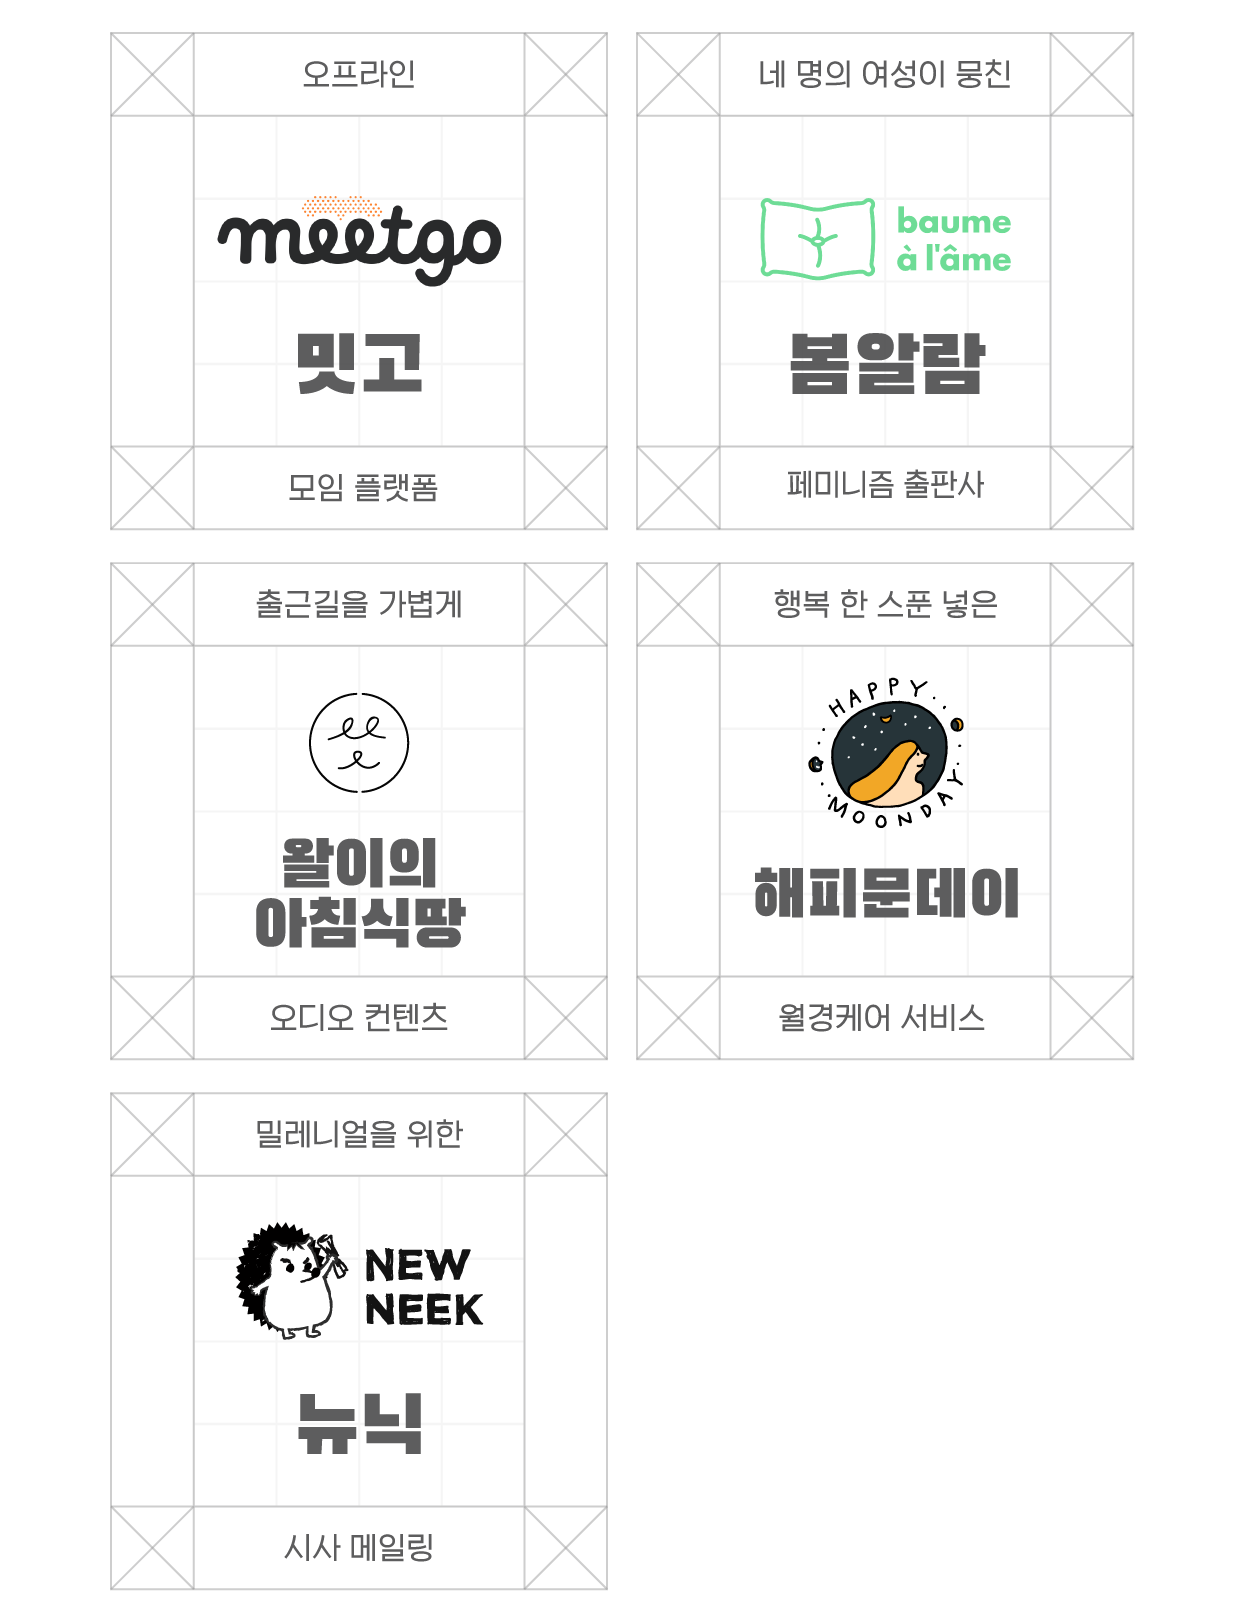 오프라인
meetgo
밋고
모임 플랫폼
네 명의 여성이 뭉친
baume
à l'âme
봄알람
페미니즘 출판사
출근길을 가볍게
왈이의
아침식땅
오디오 컨텐츠
행복 한 스푼 넣은
HAPPY
MOONDAY
해피문데이
월경케어 서비스
밀레니얼을 위한
NEW
NEEK
뉴닉
시사 메일링